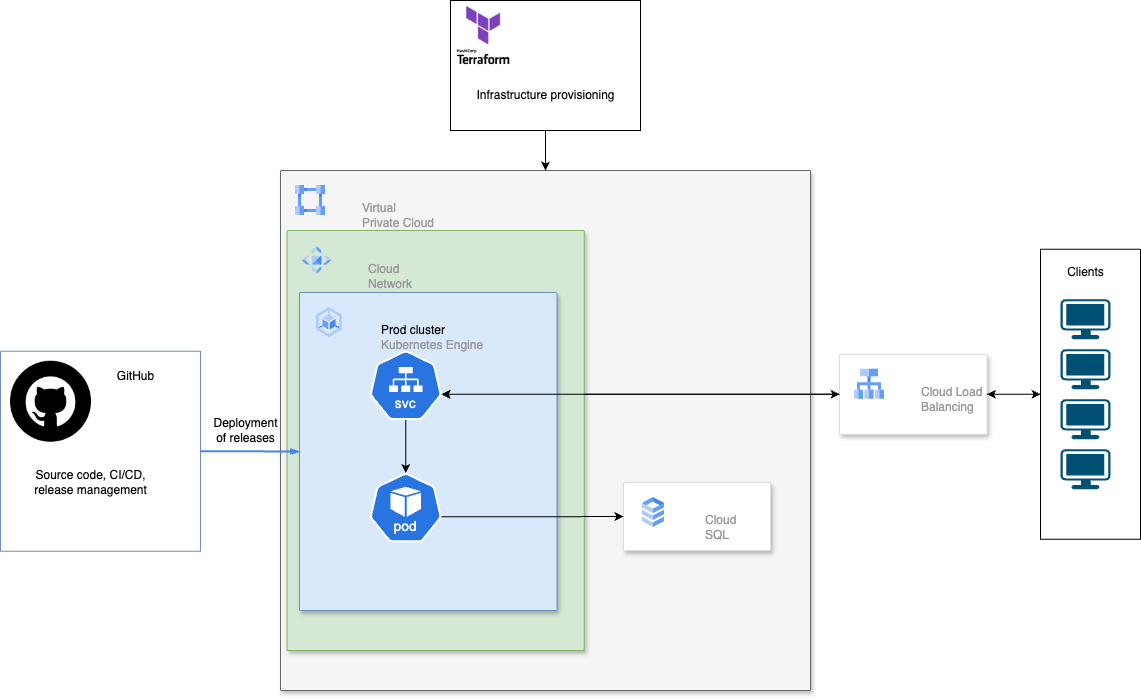 HashiCorp
Terraform
Infrastructure provisioning
Virtual
Private Cloud
Cloud
Network
Prod cluster
Kubernetes Engine
svc
pod
GitHub
Source code, CI/CD,
release management
Deployment
of releases
Cloud
SQL
Cloud Load
Balancing
Clients